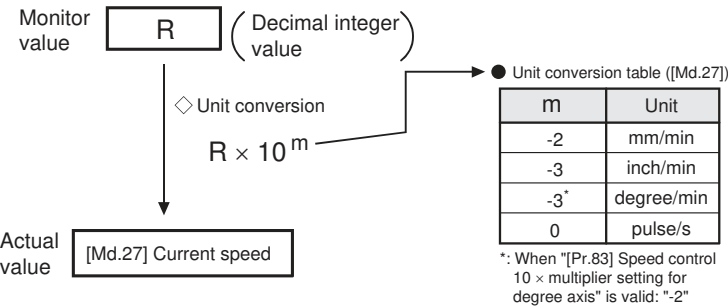 Monitor
value
R
Decimal integer
value
Unit conversion table ([Md.27])
Unit conversion
R × 10^m
m Unit
-2 mm/min
-3 inch/min
-3* degree/min
0 pulse/s
Actual
value
[Md.27] Current speed
*: When "[Pr.83] Speed control
10 × multiplier setting for
degree axis" is valid: "-2"